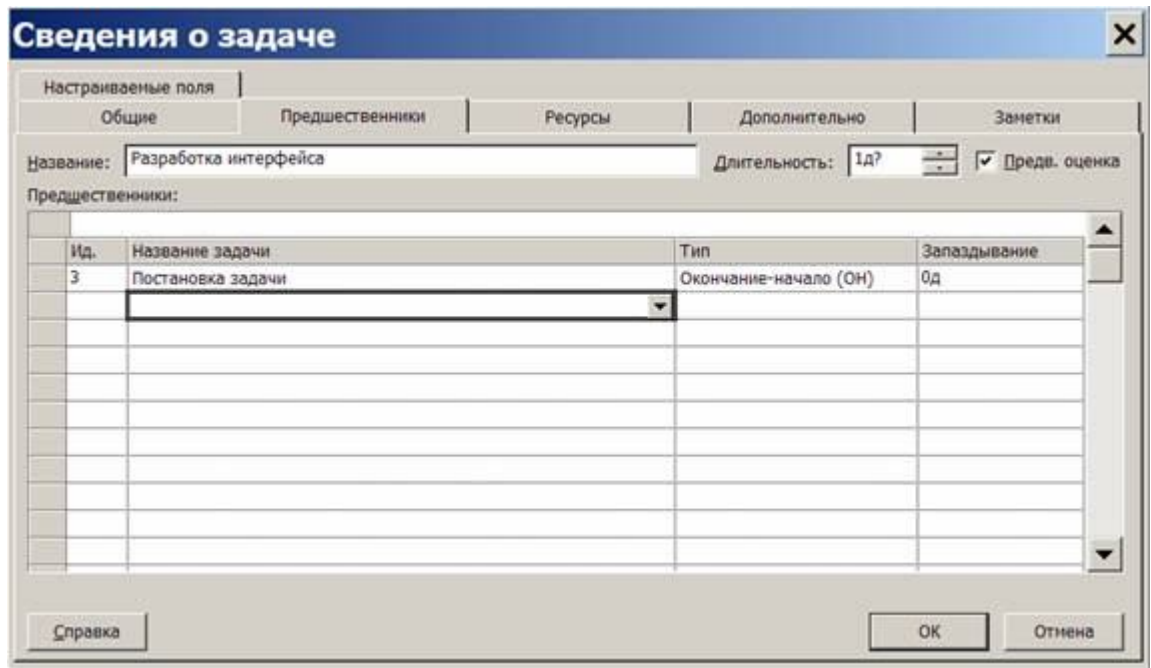 Сведения о задаче
Настраиваемые поля
Общие Предшественники Ресурсы Дополнительно Заметки
Название: Разработка интерфейса Длительность: 1д? Предв. оценка
Предшественники:
Ид. Название задачи Тип Запаздывание
3 Постановка задачи Окончание-начало (ОН) 0д
Справка ОК Отмена